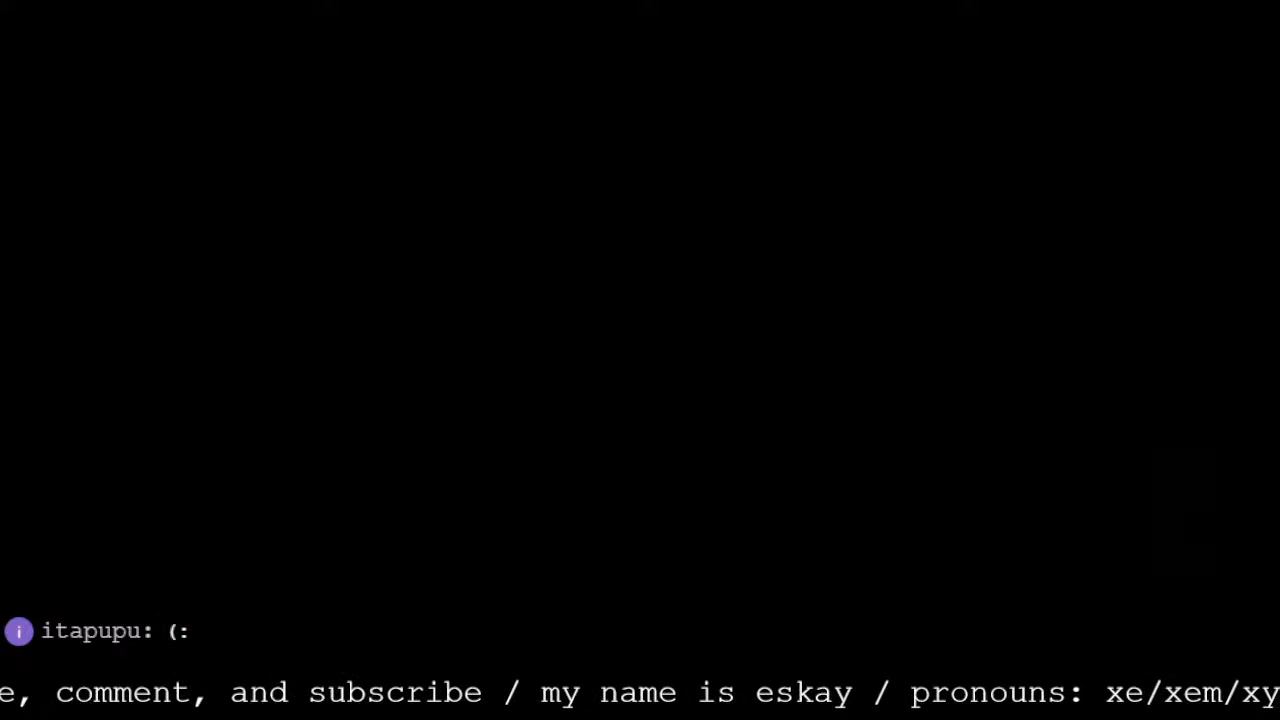 i itapupu: (:
e, comment, and subscribe / my name is eskay / pronouns: xe/xem/xy